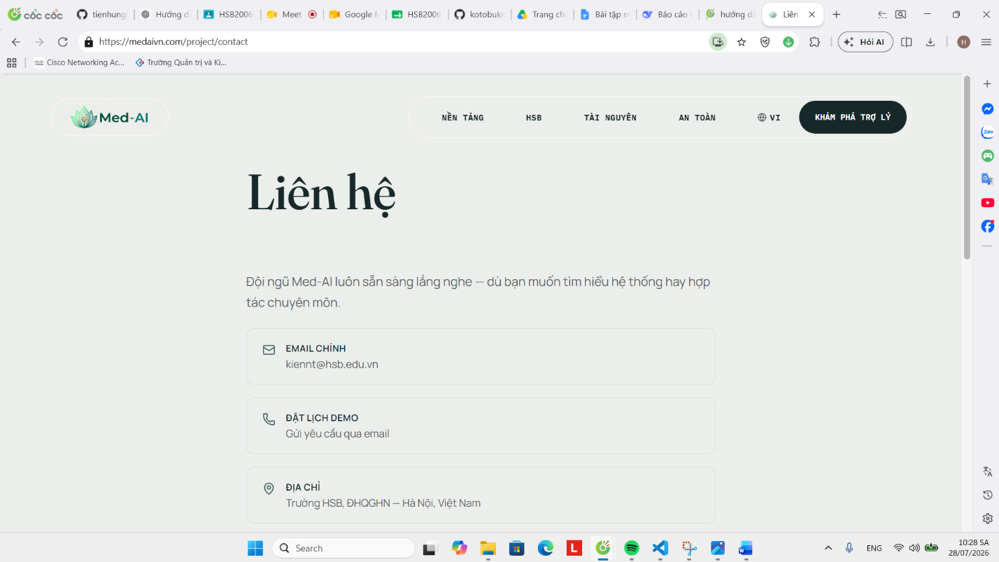 cốc cốc
tienhung
Hướng dẫ
HSB2006
Meet
Google M
HSB2006
kotobuki
Trang chủ
Bài tập m
Báo cáo v
hướng dẫ
Liên
https://medaivn.com/project/contact
Hỏi AI
H
Cisco Networking Ac...
Trường Quản trị và Ki...
Med-AI
NỀN TẢNG
HSB
TÀI NGUYÊN
AN TOÀN
VI
KHÁM PHÁ TRỢ LÝ
Liên hệ
Đội ngũ Med-AI luôn sẵn sàng lắng nghe — dù bạn muốn tìm hiểu hệ thống hay hợp
tác chuyên môn.
EMAIL CHÍNH
kiennt@hsb.edu.vn
ĐẶT LỊCH DEMO
Gửi yêu cầu qua email
ĐỊA CHỈ
Trường HSB, ĐHQGHN — Hà Nội, Việt Nam
Zalo
Search
L
W
ENG
10:28 SA
28/07/2026